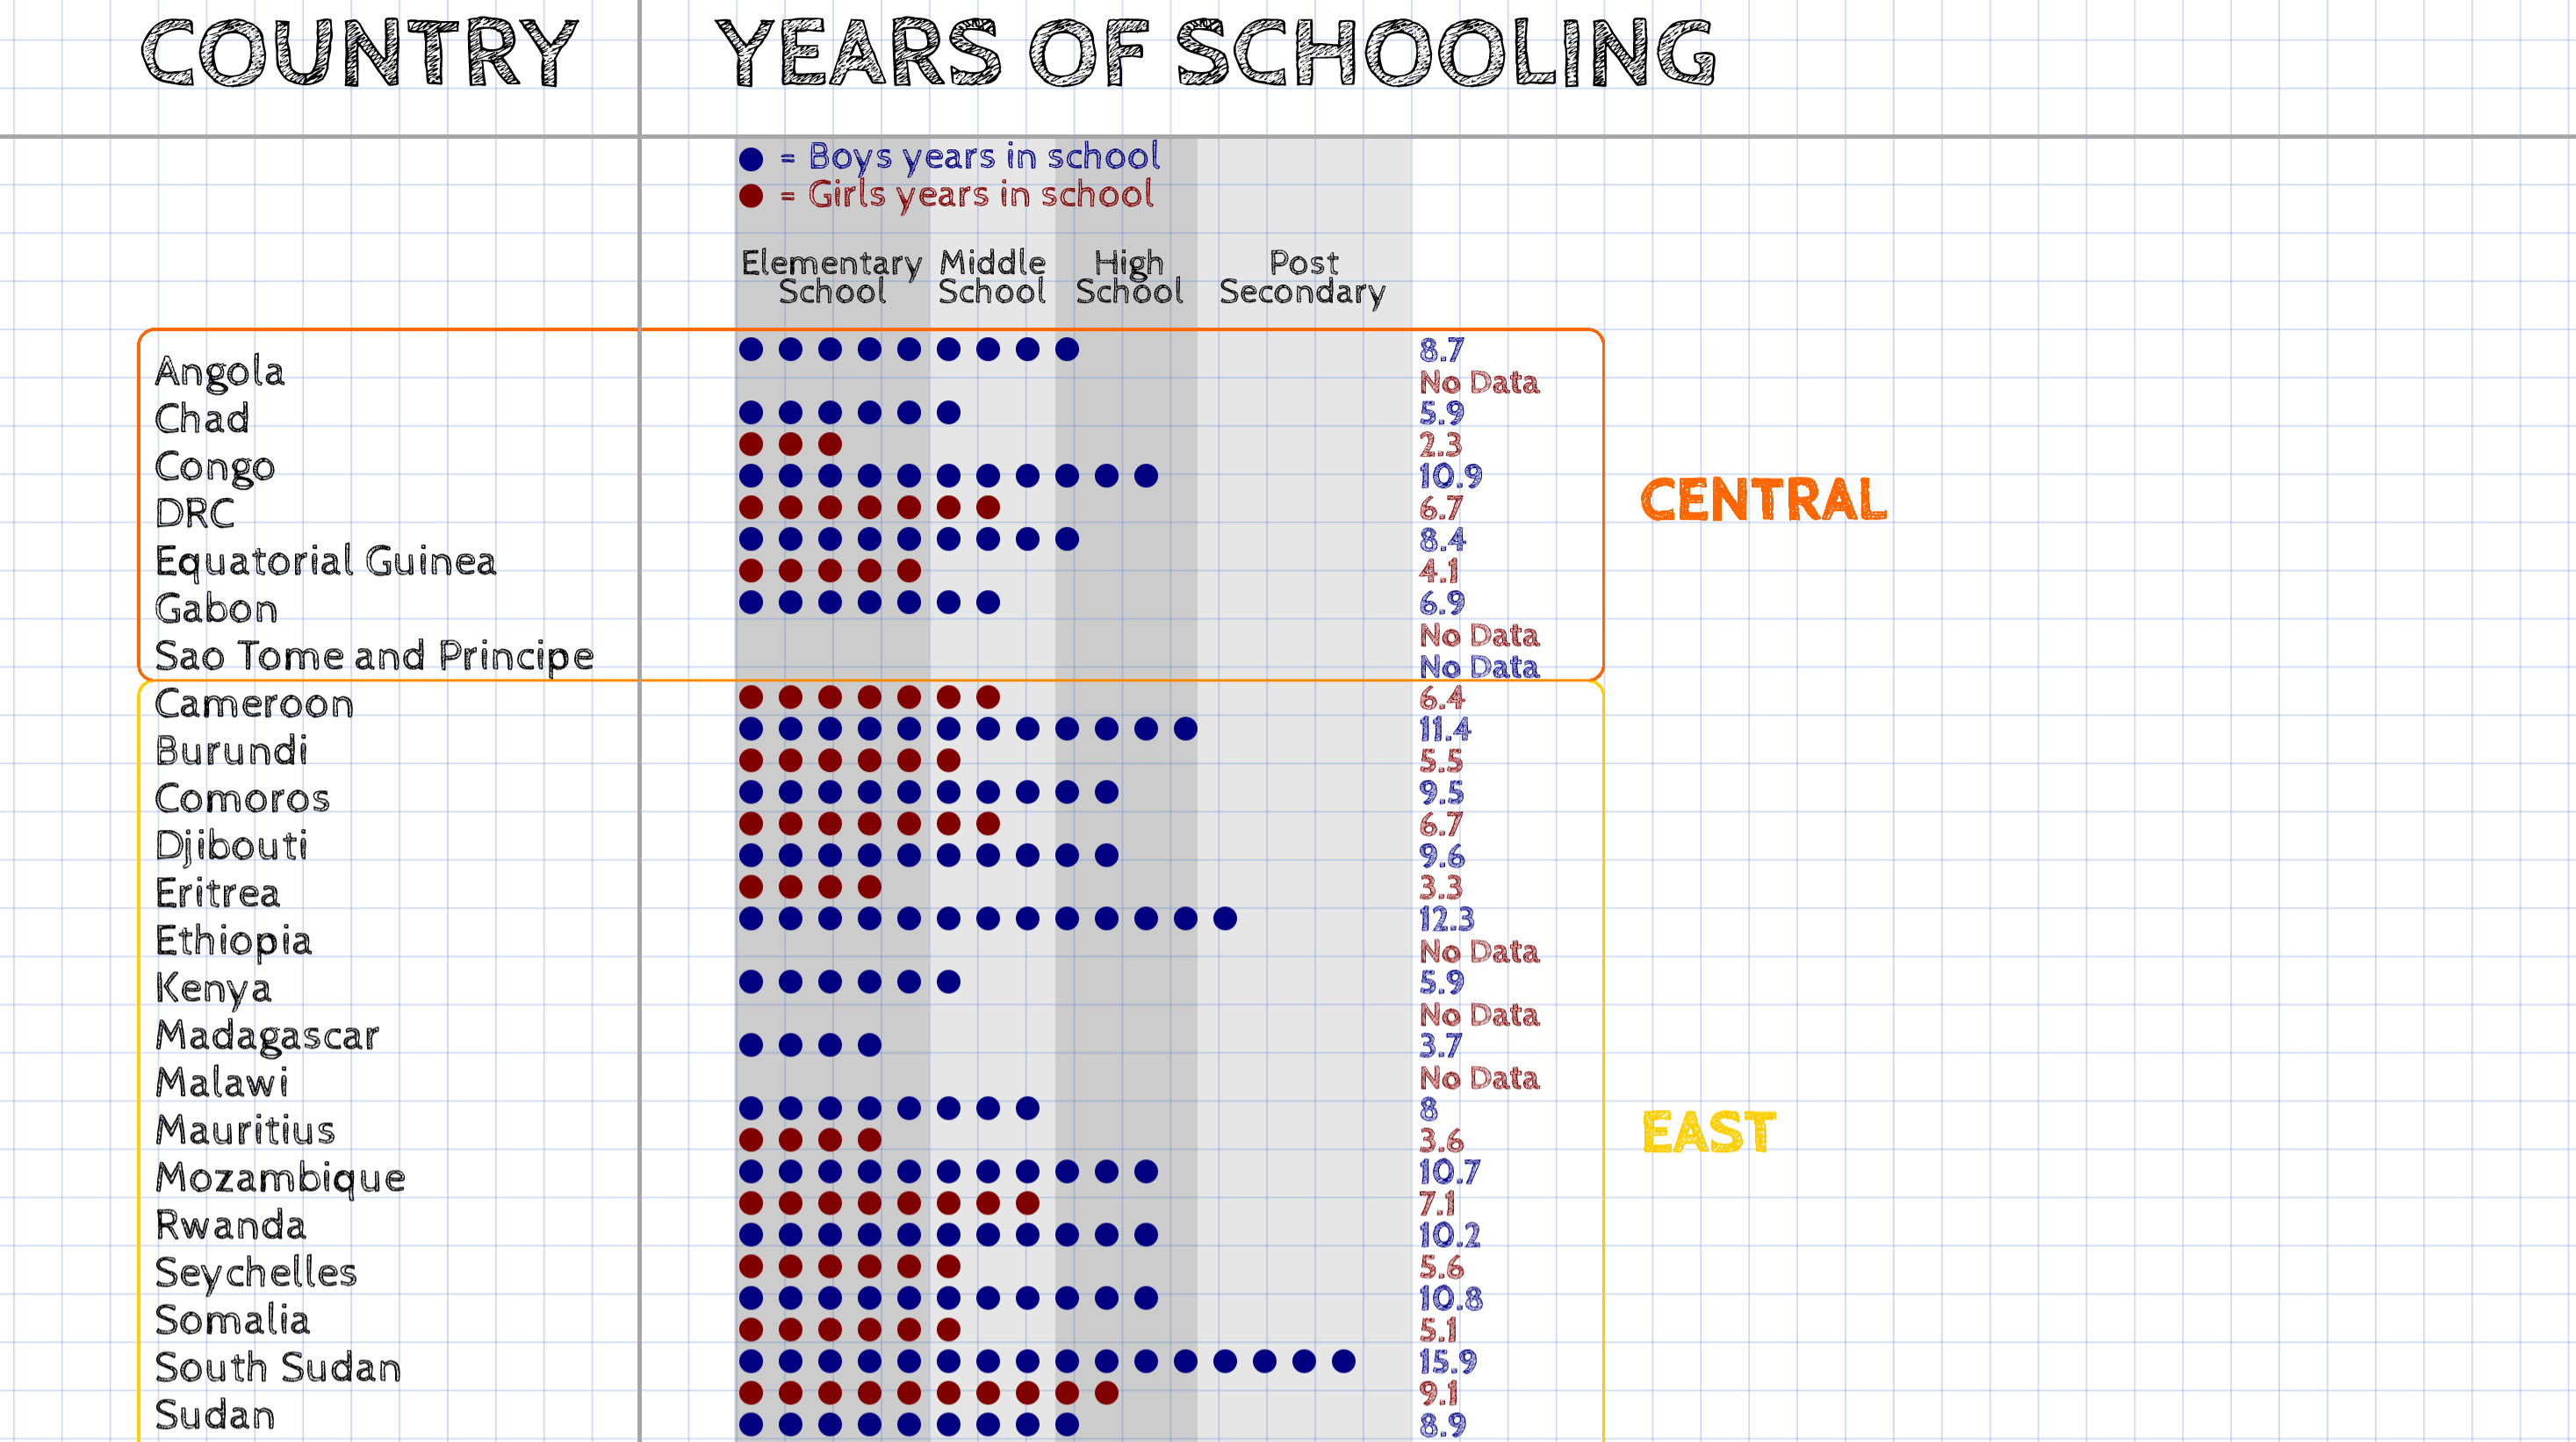 COUNTRY YEARS OF SCHOOLING
= Boys years in school
= Girls years in school
Elementary School
Middle School
High School
Post Secondary
8.7
Angola
No Data
Chad
5.9
2.3
Congo
10.9
CENTRAL
DRC
6.7
8.4
Equatorial Guinea
4.1
Gabon
6.9
No Data
Sao Tome and Principe
No Data
Cameroon
6.4
11.4
Burundi
5.5
Comoros
9.5
6.7
Djibouti
9.6
Eritrea
3.3
12.3
Ethiopia
No Data
Kenya
5.9
No Data
Madagascar
3.7
Malawi
No Data
8
Mauritius
EAST
3.6
Mozambique
10.7
7.1
Rwanda
10.2
Seychelles
5.6
10.8
Somalia
5.1
South Sudan
15.9
9.1
Sudan
8.9